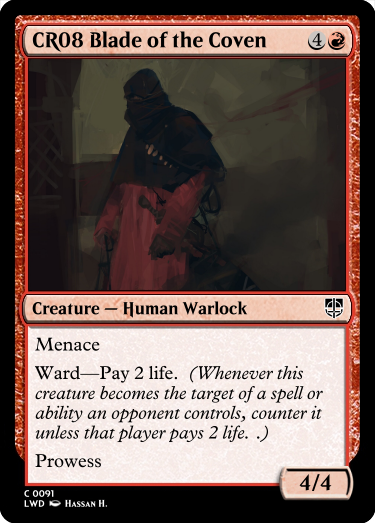 CR08 Blade of the Coven 4
Creature — Human Warlock
Menace
Ward—Pay 2 life. (Whenever this
creature becomes the target of a spell or
ability an opponent controls, counter it
unless that player pays 2 life. .)
Prowess
4/4
C 0091
LWD Hassan H.